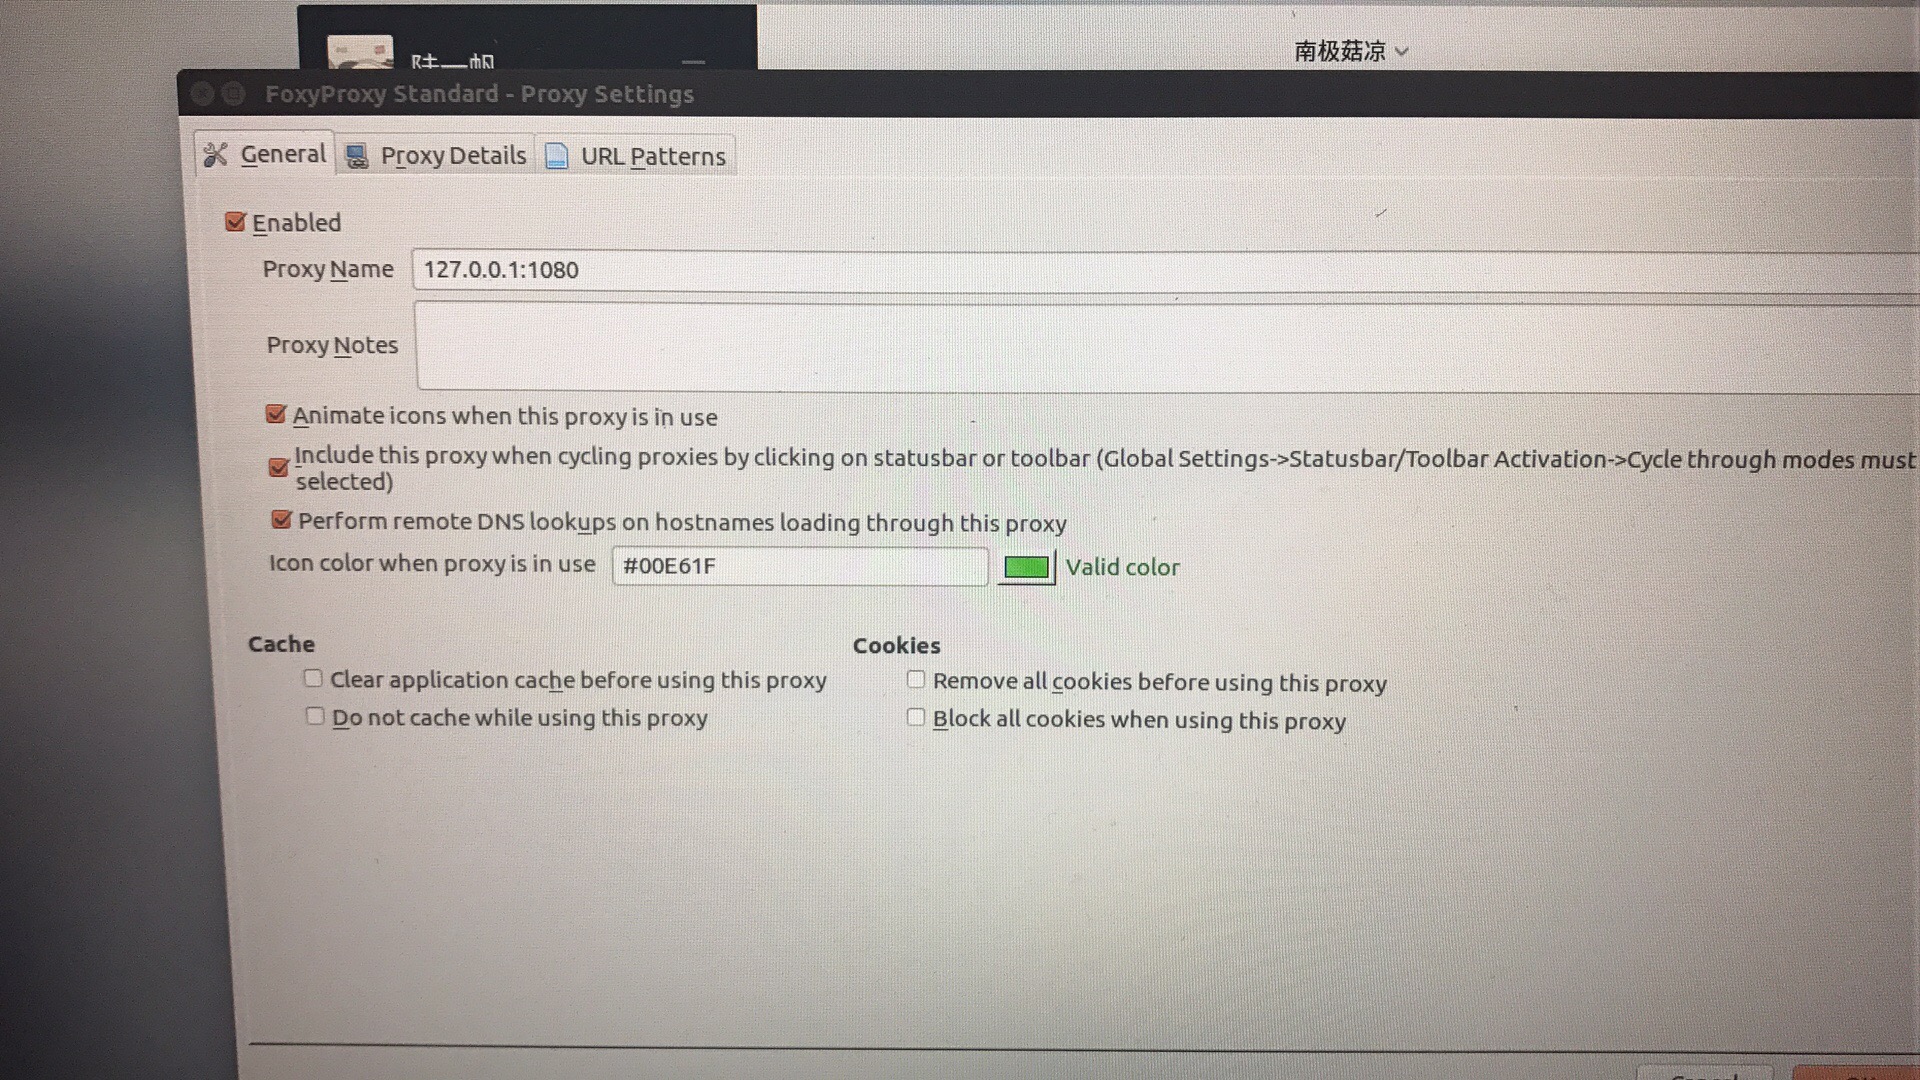 南极菇凉
FoxyProxy Standard - Proxy Settings
General
Proxy Details
URL Patterns
Enabled
Proxy Name
127.0.0.1:1080
Proxy Notes
Animate icons when this proxy is in use
Include this proxy when cycling proxies by clicking on statusbar or toolbar (Global Settings->Statusbar/Toolbar Activation->Cycle through modes must
selected)
Perform remote DNS lookups on hostnames loading through this proxy
Icon color when proxy is in use
#00E61F
Valid color
Cache
Cookies
Clear application cache before using this proxy
Remove all cookies before using this proxy
Do not cache while using this proxy
Block all cookies when using this proxy